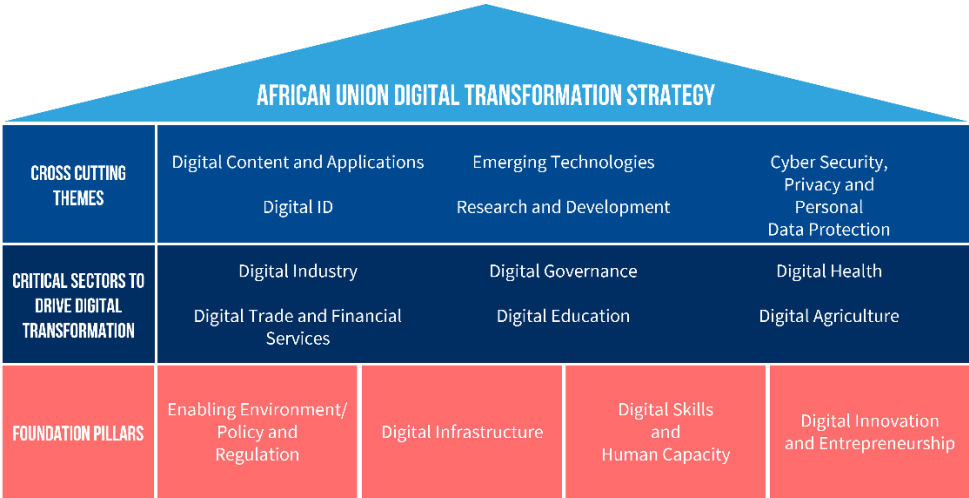 AFRICAN UNION DIGITAL TRANSFORMATION STRATEGY
CROSS CUTTING
THEMES
Digital Content and Applications
Emerging Technologies
Cyber Security,
Privacy and
Personal
Data Protection
Digital ID
Research and Development
CRITICAL SECTORS TO
DRIVE DIGITAL
TRANSFORMATION
Digital Industry
Digital Governance
Digital Health
Digital Trade and Financial
Services
Digital Education
Digital Agriculture
FOUNDATION PILLARS
Enabling Environment/
Policy and
Regulation
Digital Infrastructure
Digital Skills
and
Human Capacity
Digital Innovation
and Entrepreneurship